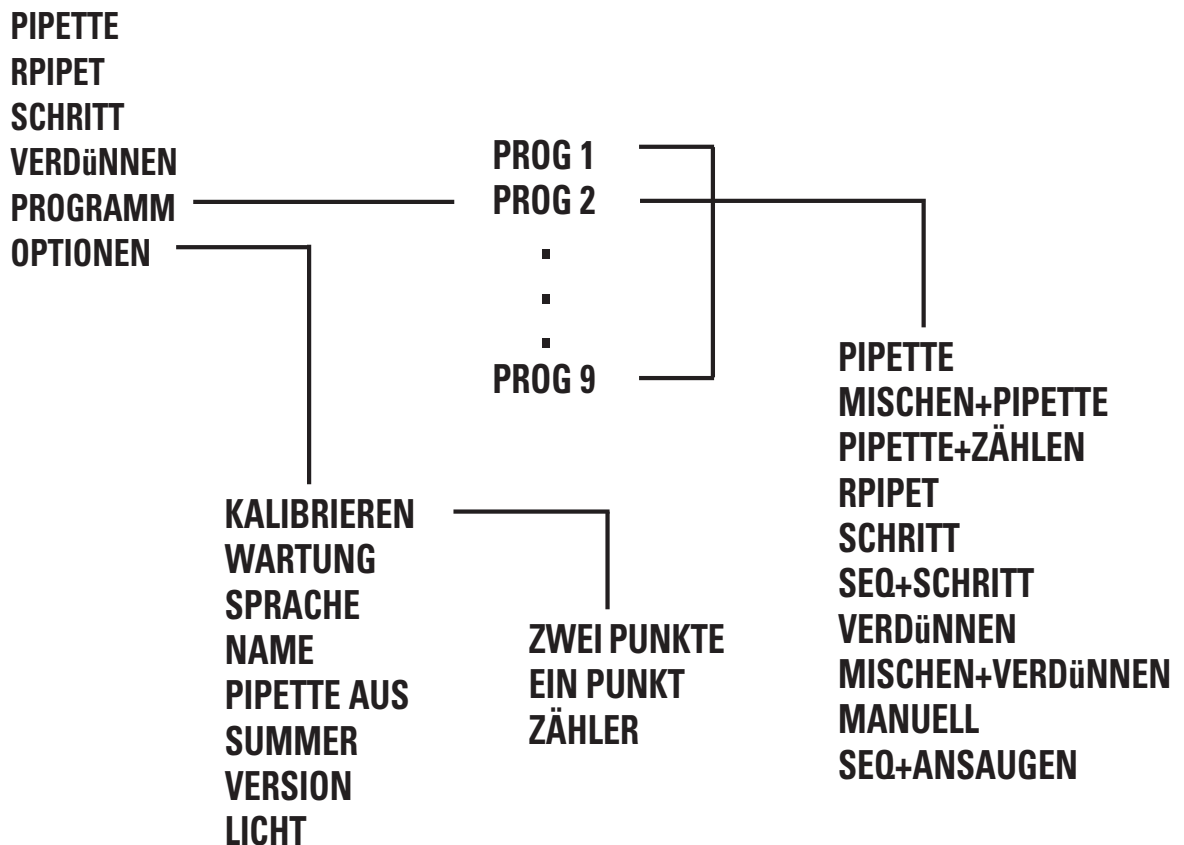 PIPETTE
RPIPET
SCHRITT
VERDüNNEN
PROGRAMM
OPTIONEN
PROG 1
PROG 2
.
.
.
PROG 9
PIPETTE
MISCHEN+PIPETTE
PIPETTE+ZÄHLEN
RPIPET
SCHRITT
SEQ+SCHRITT
VERDüNNEN
MISCHEN+VERDüNNEN
MANUELL
SEQ+ANSAUGEN
KALIBRIEREN
WARTUNG
SPRACHE
NAME
PIPETTE AUS
SUMMER
VERSION
LICHT
ZWEI PUNKTE
EIN PUNKT
ZÄHLER